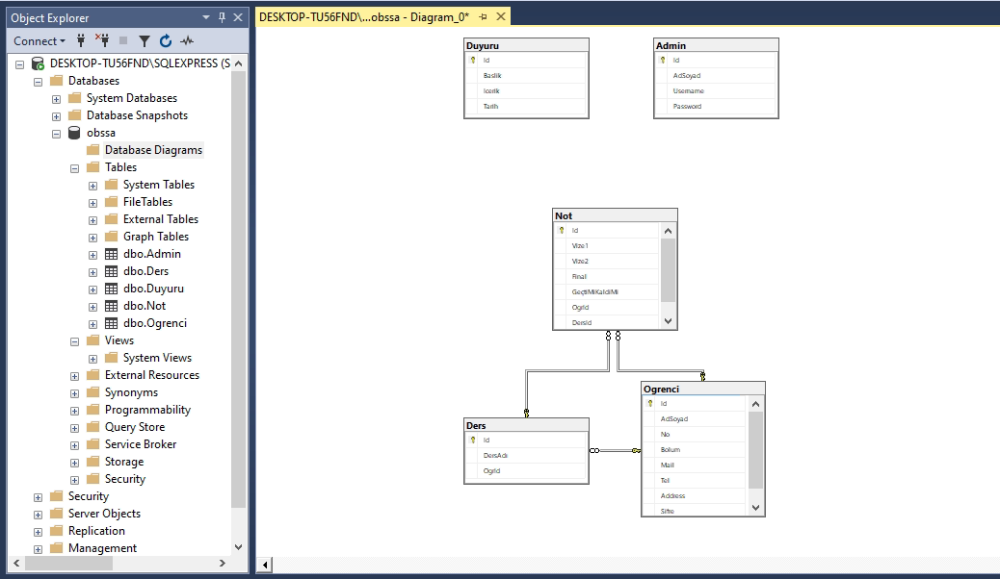 Object Explorer
Connect
DESKTOP-TU56FND\SQLEXPRESS (S
Databases
System Databases
Database Snapshots
obssa
Database Diagrams
Tables
System Tables
FileTables
External Tables
Graph Tables
dbo.Admin
dbo.Ders
dbo.Duyuru
dbo.Not
dbo.Ogrenci
Views
System Views
External Resources
Synonyms
Programmability
Query Store
Service Broker
Storage
Security
Security
Server Objects
Replication
Management
DESKTOP-TU56FND\...obssa - Diagram_0*
Duyuru
Id
Baslik
Icerik
Tarih
Admin
Id
AdSoyad
Username
Password
Not
Id
Vize1
Vize2
Final
GeçtiMiKaldiMi
OgrId
DersId
Ders
Id
DersAdı
OgrId
Ogrenci
Id
AdSoyad
No
Bolum
Mail
Tel
Address
Sifre